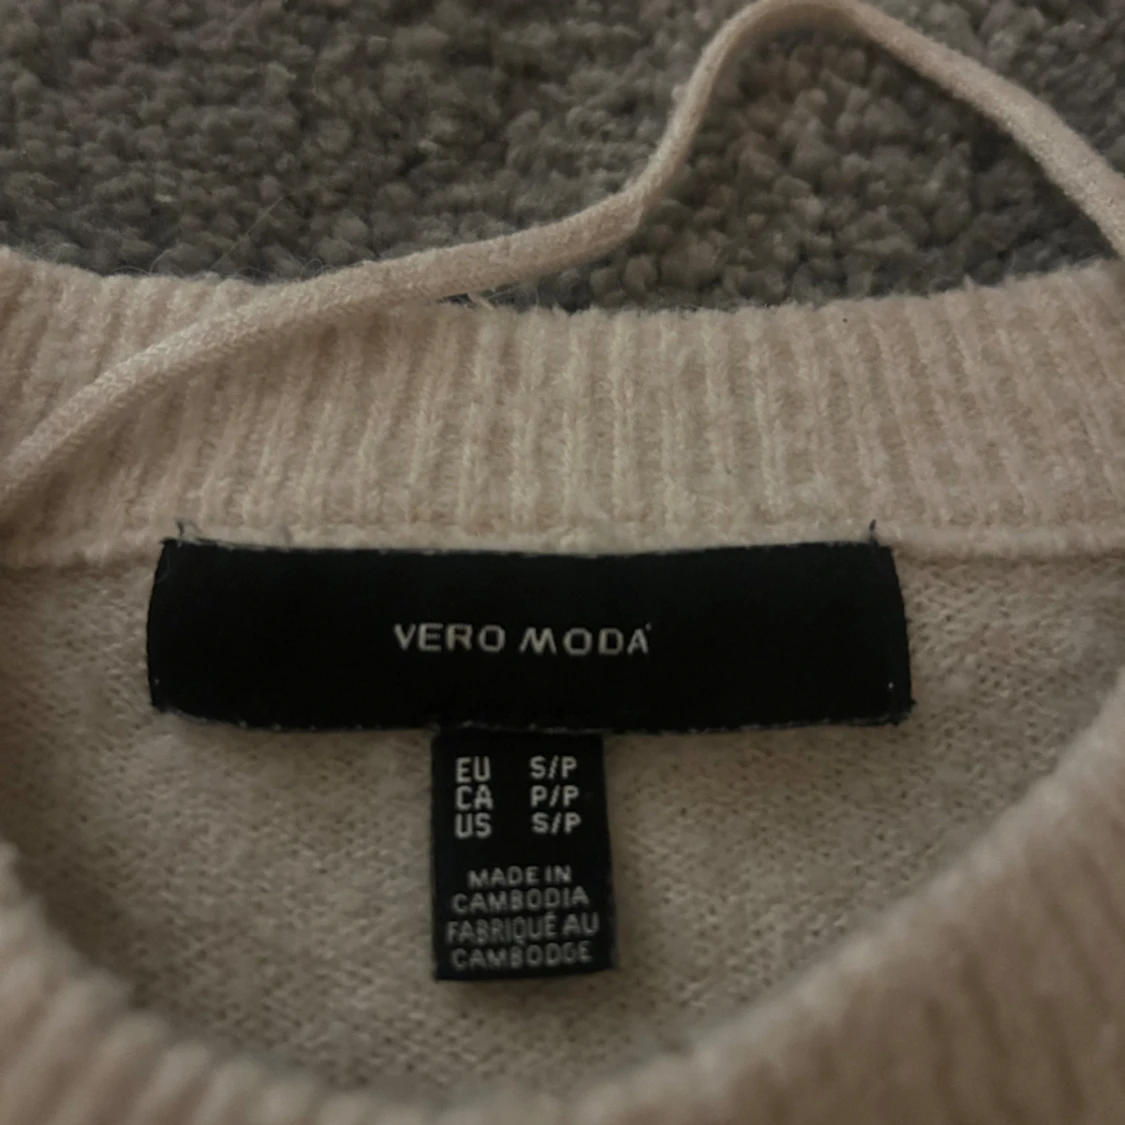 VERO MODA
EU S/P
CA P/P
US S/P
MADE IN
CAMBODIA
FABRIQUÉ AU
CAMBODGE